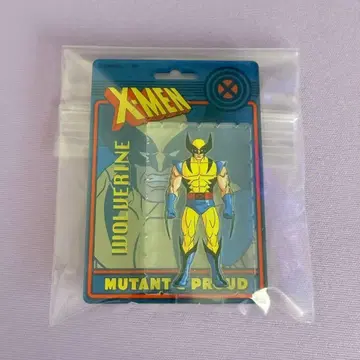 X-MEN
WOLVERINE
MUTANT & PROUD